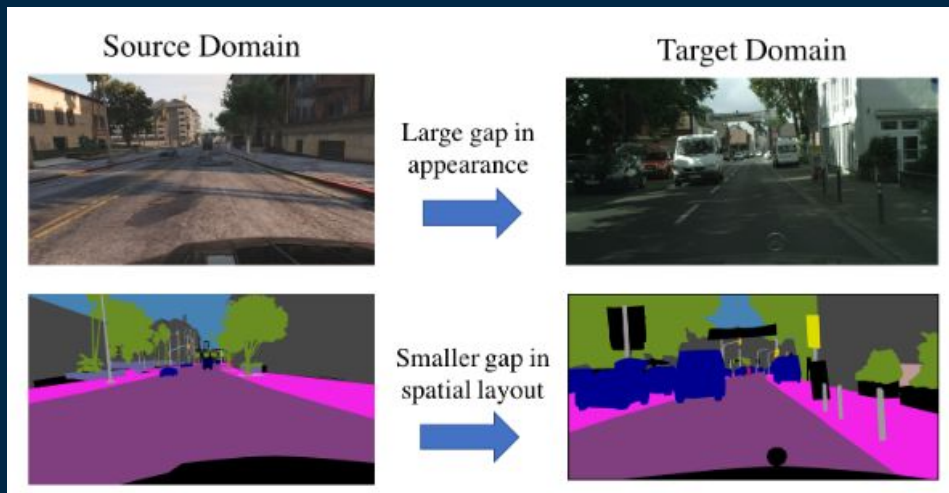 Source Domain
Target Domain
Large gap in
appearance
Smaller gap in
spatial layout